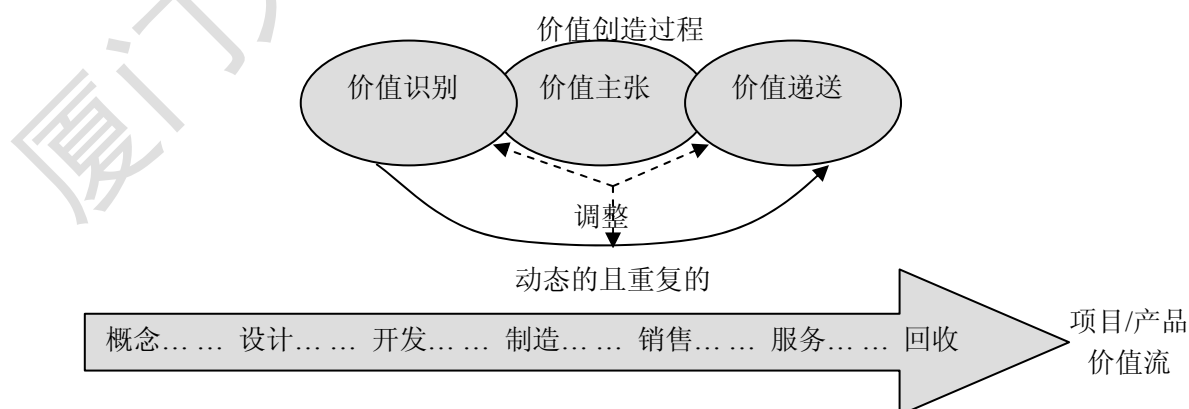 价值创造过程
价值识别 价值主张 价值递送
调整
动态的且重复的
概念… … 设计… … 开发… … 制造… … 销售… … 服务… … 回收
项目/产品
价值流
厦门